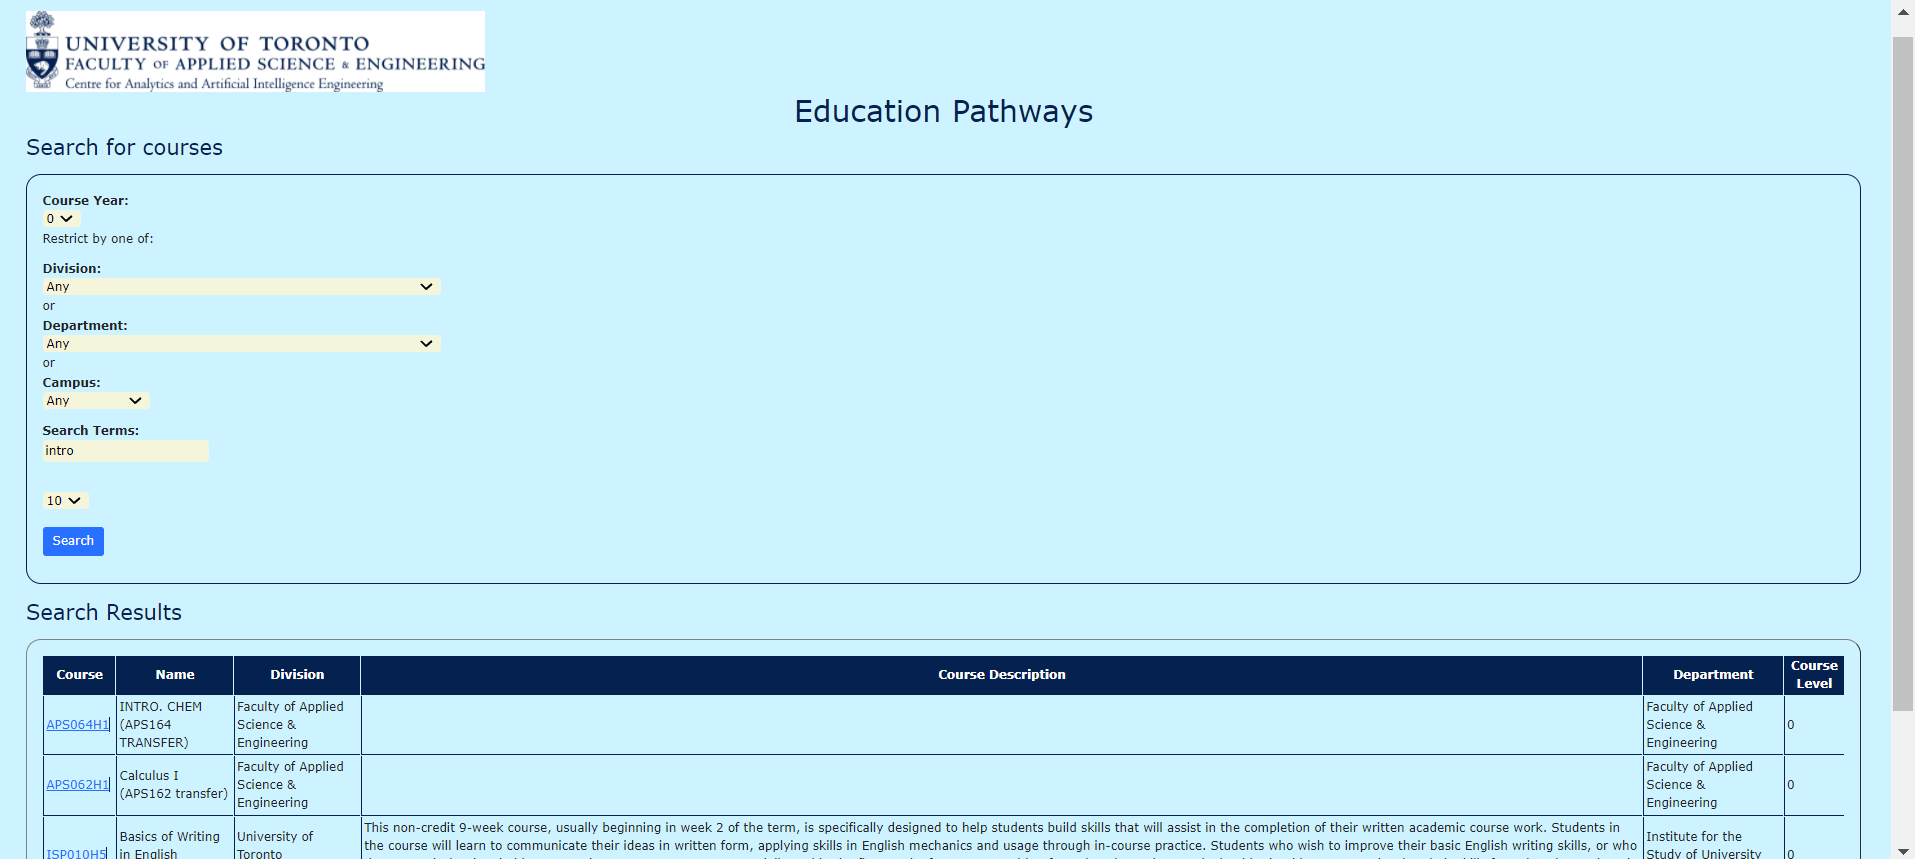 UNIVERSITY OF TORONTO
FACULTY OF APPLIED SCIENCE & ENGINEERING
Centre for Analytics and Artificial Intelligence Engineering
Education Pathways
Search for courses
Course Year:
0
Restrict by one of:
Division:
Any
or
Department:
Any
or
Campus:
Any
Search Terms:
intro
10
Search
Search Results
Course Name Division Course Description Department Course Level
APS064H1
INTRO. CHEM
(APS164
TRANSFER)
Faculty of Applied
Science &
Engineering
Faculty of Applied
Science &
Engineering
0
APS062H1
Calculus I
(APS162 transfer)
Faculty of Applied
Science &
Engineering
Faculty of Applied
Science &
Engineering
0
ISP010H5
Basics of Writing
in English
University of
Toronto
This non-credit 9-week course, usually beginning in week 2 of the term, is specifically designed to help students build skills that will assist in the completion of their written academic course work. Students in
the course will learn to communicate their ideas in written form, applying skills in English mechanics and usage through in-course practice. Students who wish to improve their basic English writing skills, or who
Institute for the
Study of University
0